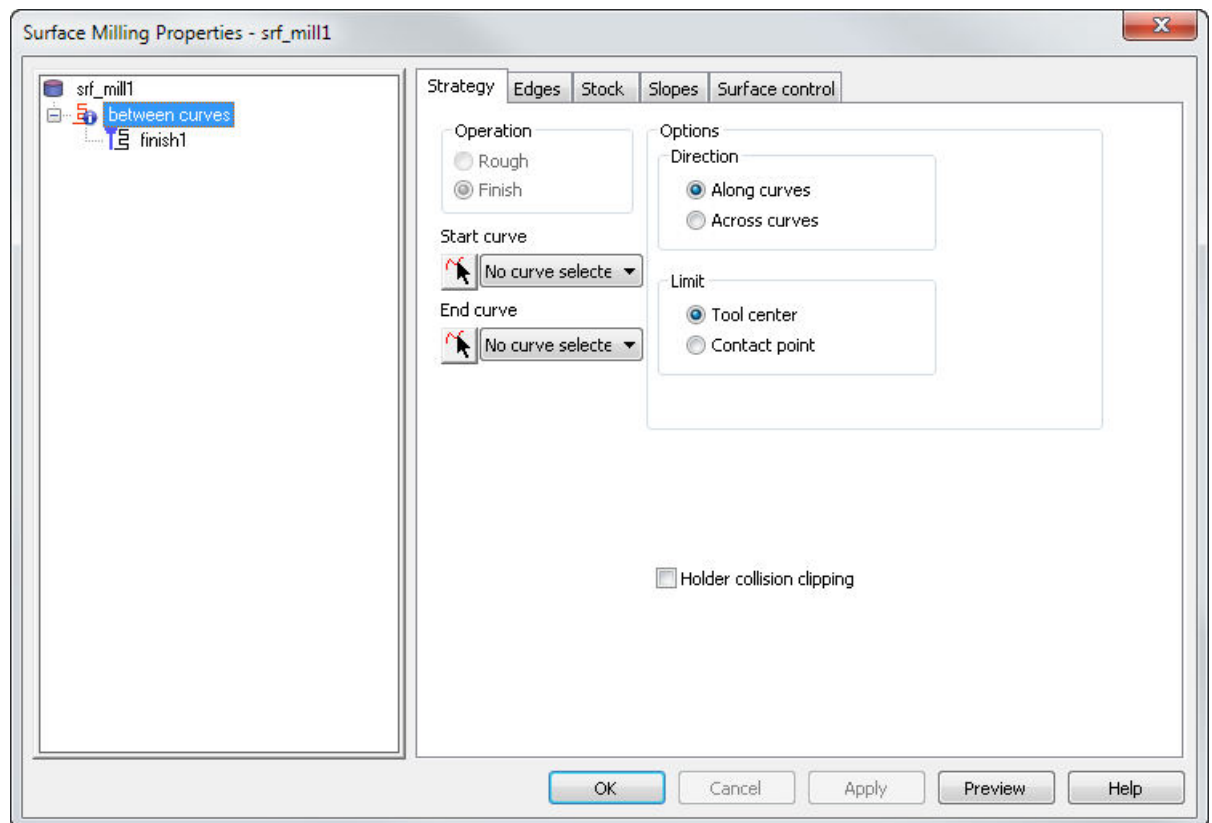 Surface Milling Properties - srf_mill1
srf_mill1
between curves
finish1
Strategy Edges Stock Slopes Surface control
Operation
Rough
Finish
Start curve
No curve selecte
End curve
No curve selecte
Options
Direction
Along curves
Across curves
Limit
Tool center
Contact point
Holder collision clipping
OK Cancel Apply Preview Help